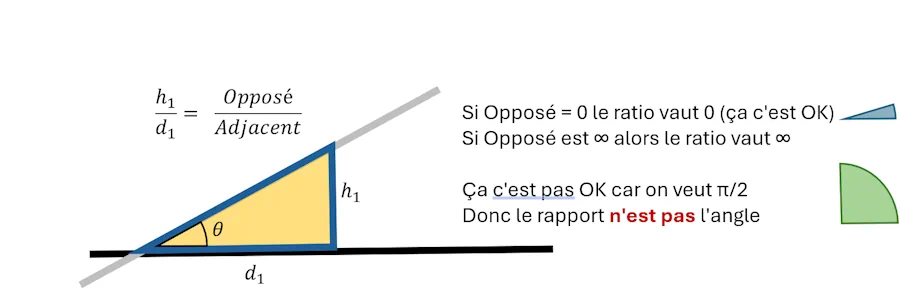 h₁/d₁ = Opposé/Adjacent
Si Opposé = 0 le ratio vaut 0 (ça c'est OK)
Si Opposé est ∞ alors le ratio vaut ∞
Ça c'est pas OK car on veut π/2
Donc le rapport n'est pas l'angle
θ
h₁
d₁